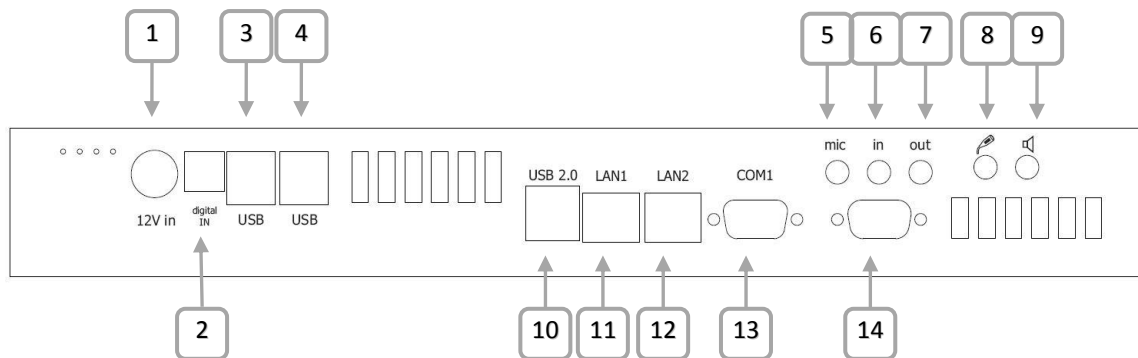 1 3 4 5 6 7 8 9
mic in out
USB 2.0 LAN1 LAN2 COM1
12V in digital IN USB USB
2 10 11 12 13 14